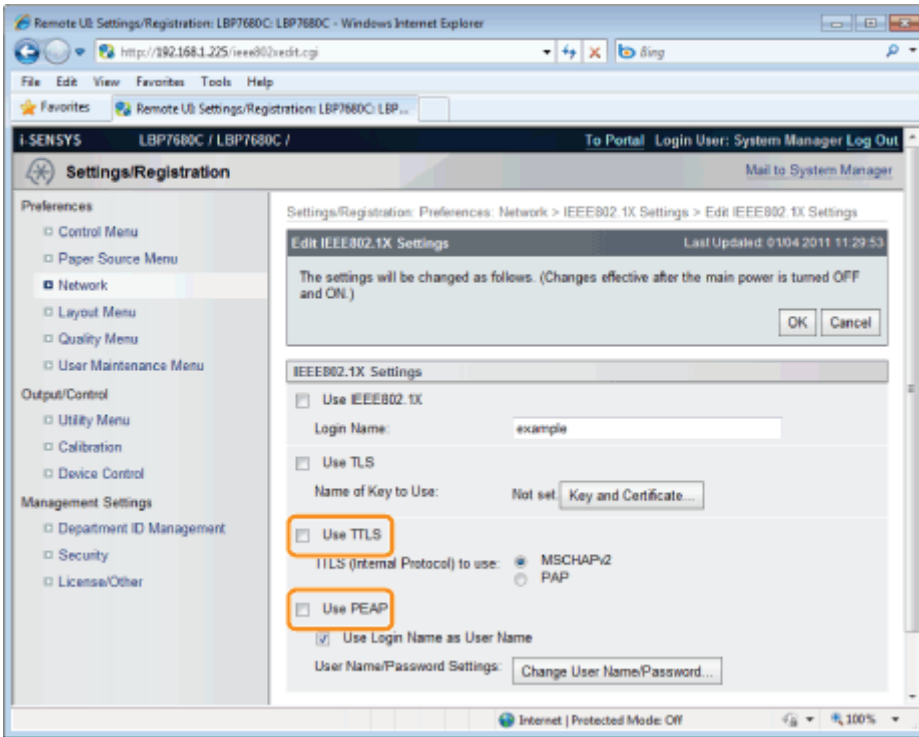 Remote UI: Settings/Registration: LBP7680C: LBP7680C - Windows Internet Explorer
http://192.168.1.225/ieee802xedit.cgi
Bing
File Edit View Favorites Tools Help
Favorites
Remote UI: Settings/Registration: LBP7680C: LBP...
i-SENSYS LBP7680C / LBP7680C / To Portal Login User: System Manager Log Out
Settings/Registration Mail to System Manager
Preferences
Control Menu
Paper Source Menu
Network
Layout Menu
Quality Menu
User Maintenance Menu
Output/Control
Utility Menu
Calibration
Device Control
Management Settings
Department ID Management
Security
License/Other
Settings/Registration: Preferences: Network > IEEE802.1X Settings > Edit IEEE802.1X Settings
Edit IEEE802.1X Settings Last Updated: 01/04 2011 11:29:53
The settings will be changed as follows. (Changes effective after the main power is turned OFF
and ON.)
OK Cancel
IEEE802.1X Settings
Use IEEE802.1X
Login Name: example
Use TLS
Name of Key to Use: Not set. Key and Certificate...
Use TTLS
TTLS (Internal Protocol) to use: MSCHAPv2
PAP
Use PEAP
Use Login Name as User Name
User Name/Password Settings: Change User Name/Password...
Internet | Protected Mode: Off 100%